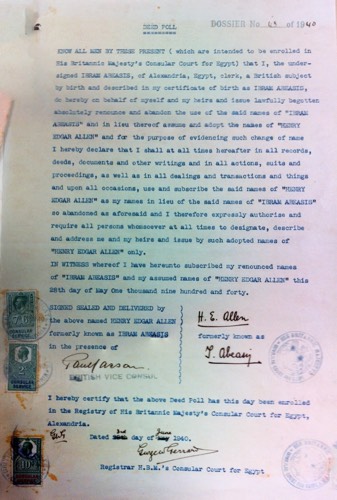 DEED POLL
DOSSIER No. 43 of 1940
KNOW ALL MEN BY THESE PRESENT ( which are intended to be enrolled in
His Britannic Majesty's Consular Court for Egypt) that I, the under-
signed IBRAM ABEASIS, of Alexandria, Egypt, clerk, a British subject
by birth and described in my certificate of birth as IBRAM ABEASIS,
do hereby on behalf of myself and my heirs and issue lawfully begotten
absolutely renounce and abandon the use of the said names of "IBRAM
ABEASIS" and in lieu thereof assume and adopt the names of "HENRY
EDGAR ALLEN" and for the purpose of evidencing such change of name
I hereby declare that I shall at all times hereafter in all records,
deeds, documents and other writings and in all actions, suits and
proceedings, as well as in all dealings and transactions and things
and upon all occasions, use and subscribe the said names of "HENRY
EDGAR ALLEN" as my names in lieu of the said names of "IBRAM ABEASIS"
so abandoned as aforesaid and I therefore expressly authorise and
require all persons whomsoever at all times to designate, describe
and address me and my heirs and issue by such adopted names of
"HENRY EDGAR ALLEN" only.
IN WITNESS whereof I have hereunto subscribed my renounced names
of "IBRAM ABEASIS" and my assumed names of "HENRY EDGAR ALLEN" this
28th day of May One thousand nine hundred and forty.
SIGNED SEALED AND DELIVERED by
the above named HENRY EDGAR ALLEN
formerly known as IBRAM ABEASIS
in the presence of
H. E. Allen
formerly known as
BRITISH VICE CONSUL
I hereby certify that the above Deed Poll has this day been enrolled
in the Registry of His Britannic Majesty's Consular Court for Egypt,
Alexandria.
Dated 3rd day of June 1940.
Registrar H.B.M.'s Consular Court for Egypt
CONSULAR SERVICE